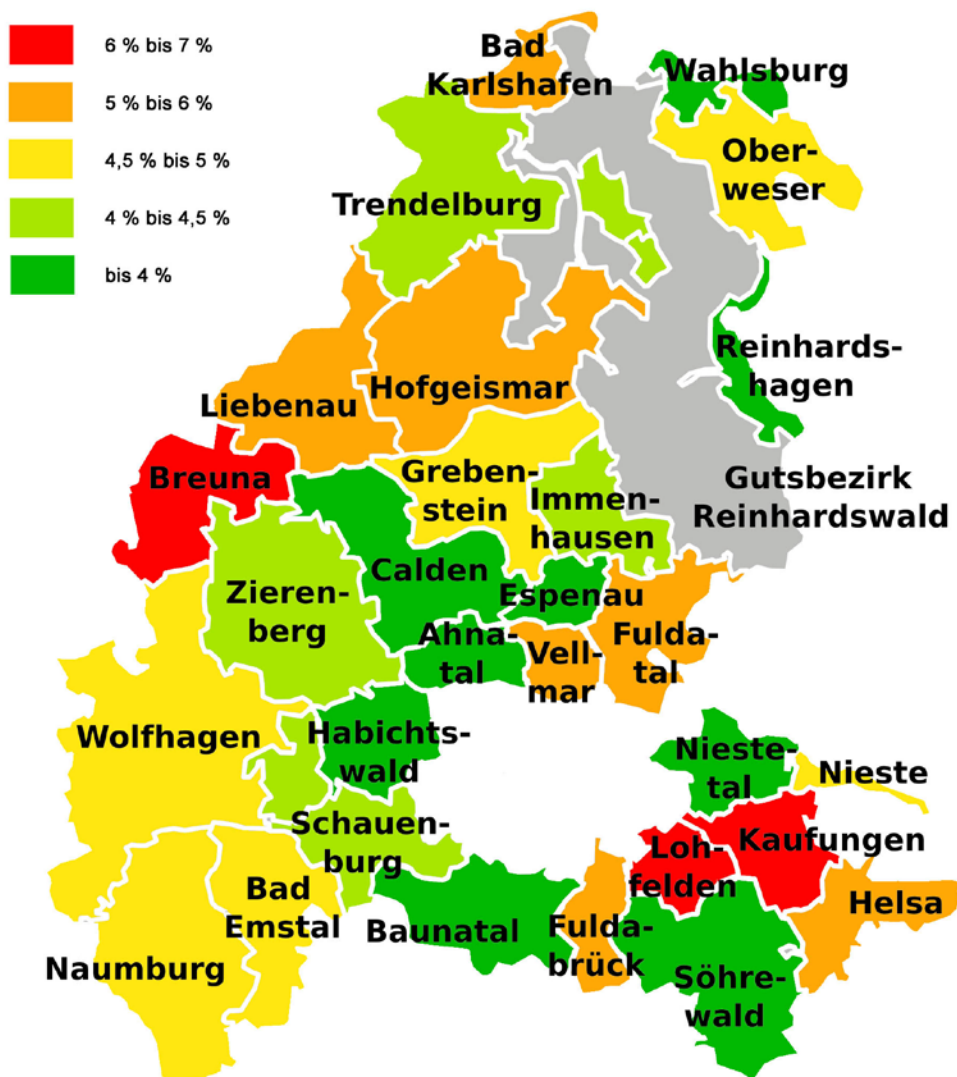 6 % bis 7 %
5 % bis 6 %
4,5 % bis 5 %
4 % bis 4,5 %
bis 4 %
Bad
Karlshafen
Wahlsburg
Ober-
weser
Trendelburg
Reinhards-
hagen
Hofgeismar
Liebenau
Breuna
Greben-
stein
Immen-
hausen
Gutsbezirk
Reinhardswald
Calden
Espenau
Zieren-
berg
Ahna-
tal
Vell-
mar
Fulda-
tal
Wolfhagen
Habichts-
wald
Nieste-
tal
Nieste
Schauen-
burg
Loh-
felden
Kaufungen
Bad
Emstal
Helsa
Baunatal
Fulda-
brück
Naumburg
Söhre-
wald